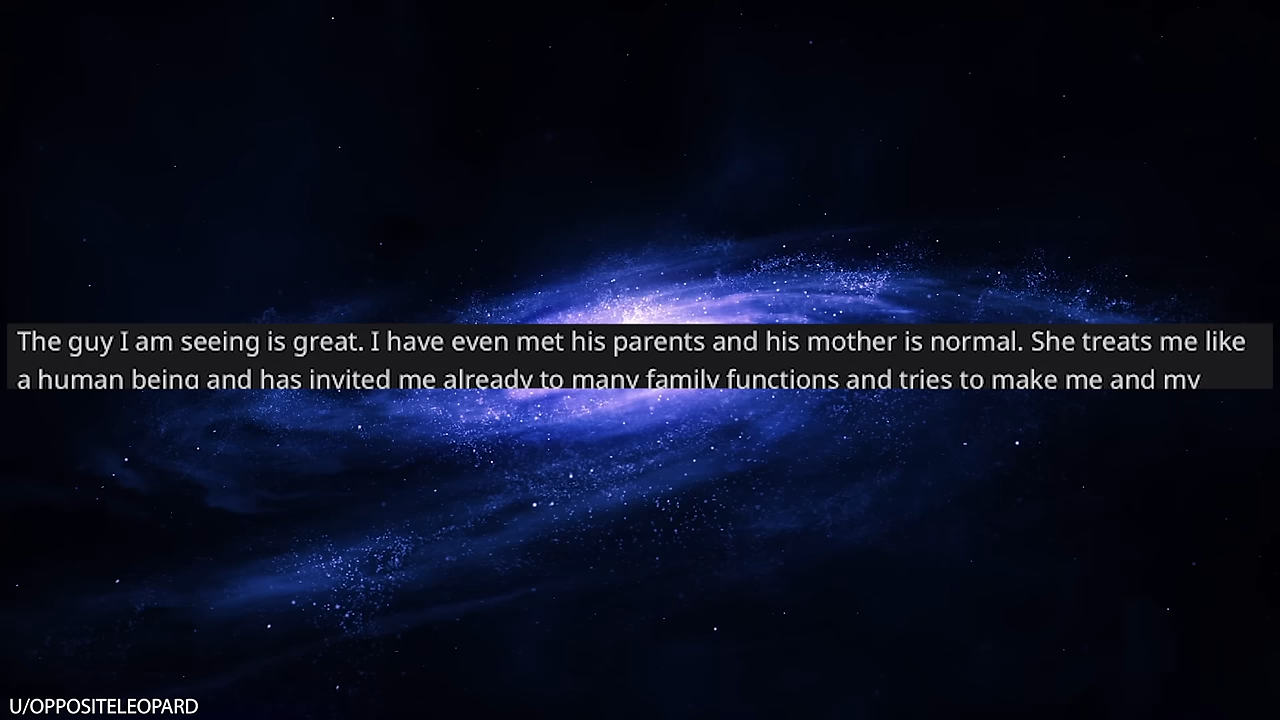 The guy I am seeing is great. I have even met his parents and his mother is normal. She treats me like
a human being and has invited me already to many family functions and tries to make me and my
U/OPPOSITELEOPARD